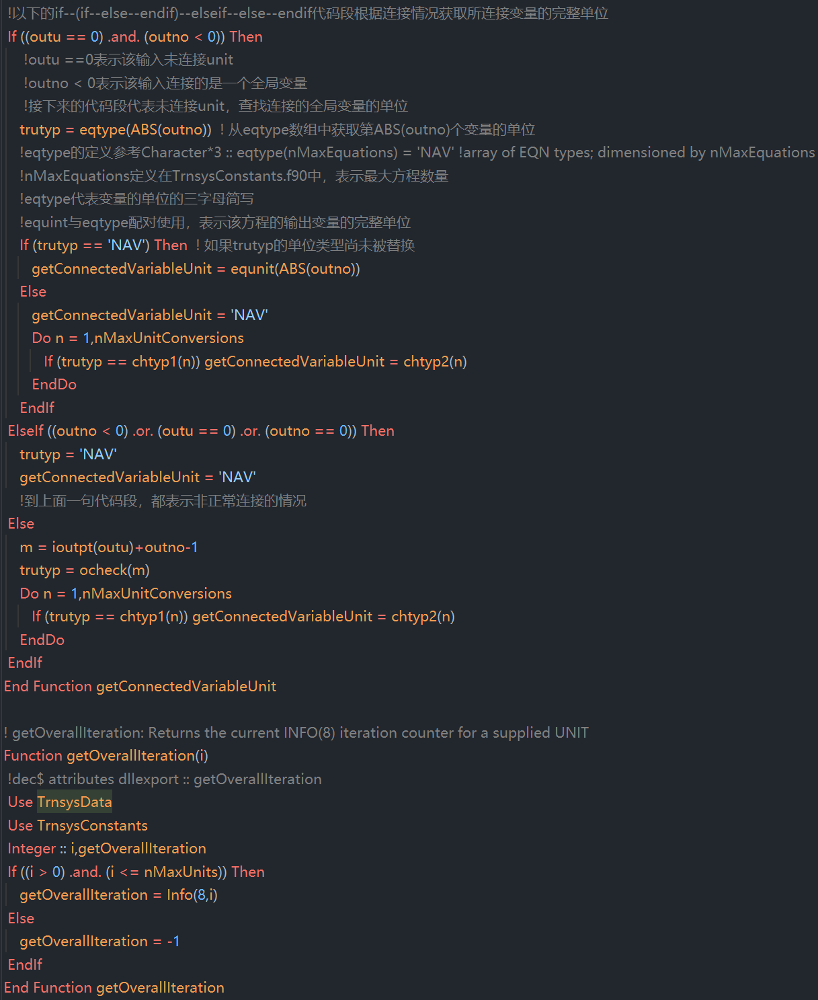 !以下的if--(if--else--endif)--elseif--else--endif代码段根据连接情况获取所连接变量的完整单位
If ((outu == 0) .and. (outno < 0)) Then
!outu ==0表示该输入未连接unit
!outno < 0表示该输入连接的是一个全局变量
!接下来的代码段代表未连接unit，查找连接的全局变量的单位
trutyp = eqtype(ABS(outno)) ! 从eqtype数组中获取第ABS(outno)个变量的单位
!eqtype的定义参考Character*3 :: eqtype(nMaxEquations) = 'NAV' !array of EQN types; dimensioned by nMaxEquations
!nMaxEquations定义在TrnsysConstants.f90中，表示最大方程数量
!eqtype代表变量的单位的三字母简写
!equint与eqtype配对使用，表示该方程的输出变量的完整单位
If (trutyp == 'NAV') Then ! 如果trutyp的单位类型尚未被替换
getConnectedVariableUnit = equnit(ABS(outno))
Else
getConnectedVariableUnit = 'NAV'
Do n = 1,nMaxUnitConversions
If (trutyp == chtyp1(n)) getConnectedVariableUnit = chtyp2(n)
EndDo
EndIf
ElseIf ((outno < 0) .or. (outu == 0) .or. (outno == 0)) Then
trutyp = 'NAV'
getConnectedVariableUnit = 'NAV'
!到上面一句代码段，都表示非正常连接的情况
Else
m = ioutpt(outu)+outno-1
trutyp = ocheck(m)
Do n = 1,nMaxUnitConversions
If (trutyp == chtyp1(n)) getConnectedVariableUnit = chtyp2(n)
EndDo
EndIf
End Function getConnectedVariableUnit
! getOverallIteration: Returns the current INFO(8) iteration counter for a supplied UNIT
Function getOverallIteration(i)
!dec$ attributes dllexport :: getOverallIteration
Use TrnsysData
Use TrnsysConstants
Integer :: i,getOverallIteration
If ((i > 0) .and. (i <= nMaxUnits)) Then
getOverallIteration = Info(8,i)
Else
getOverallIteration = -1
EndIf
End Function getOverallIteration